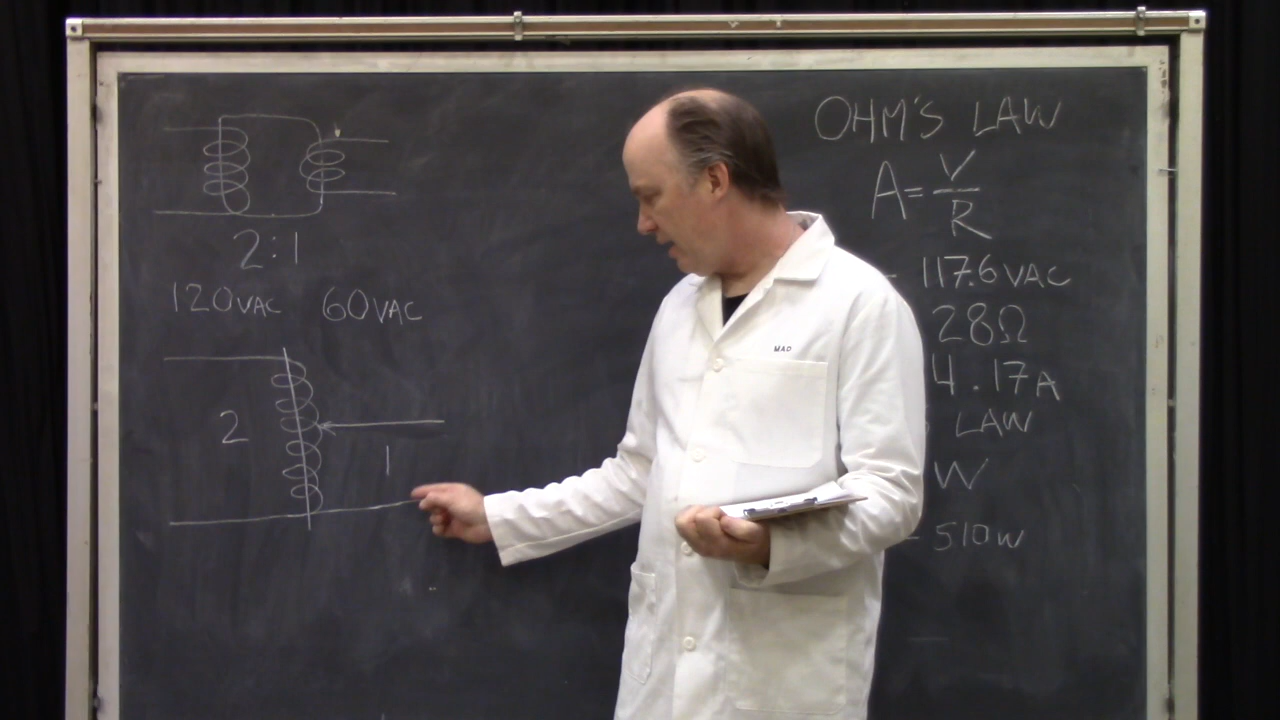 2:1
120VAC 60VAC
2
1
MAD
OHM'S LAW
A=V/R
117.6VAC
28Ω
4.17A
LAW
W
510W